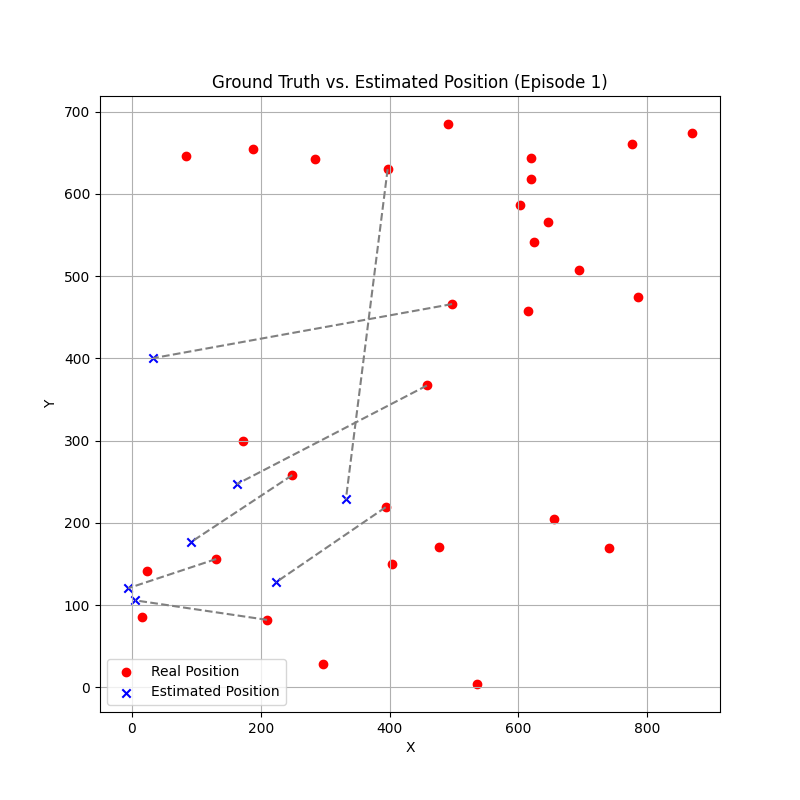 Ground Truth vs. Estimated Position (Episode 1)
700
600
500
400
300
200
100
0
Y
Real Position
Estimated Position
0 200 400 600 800
X